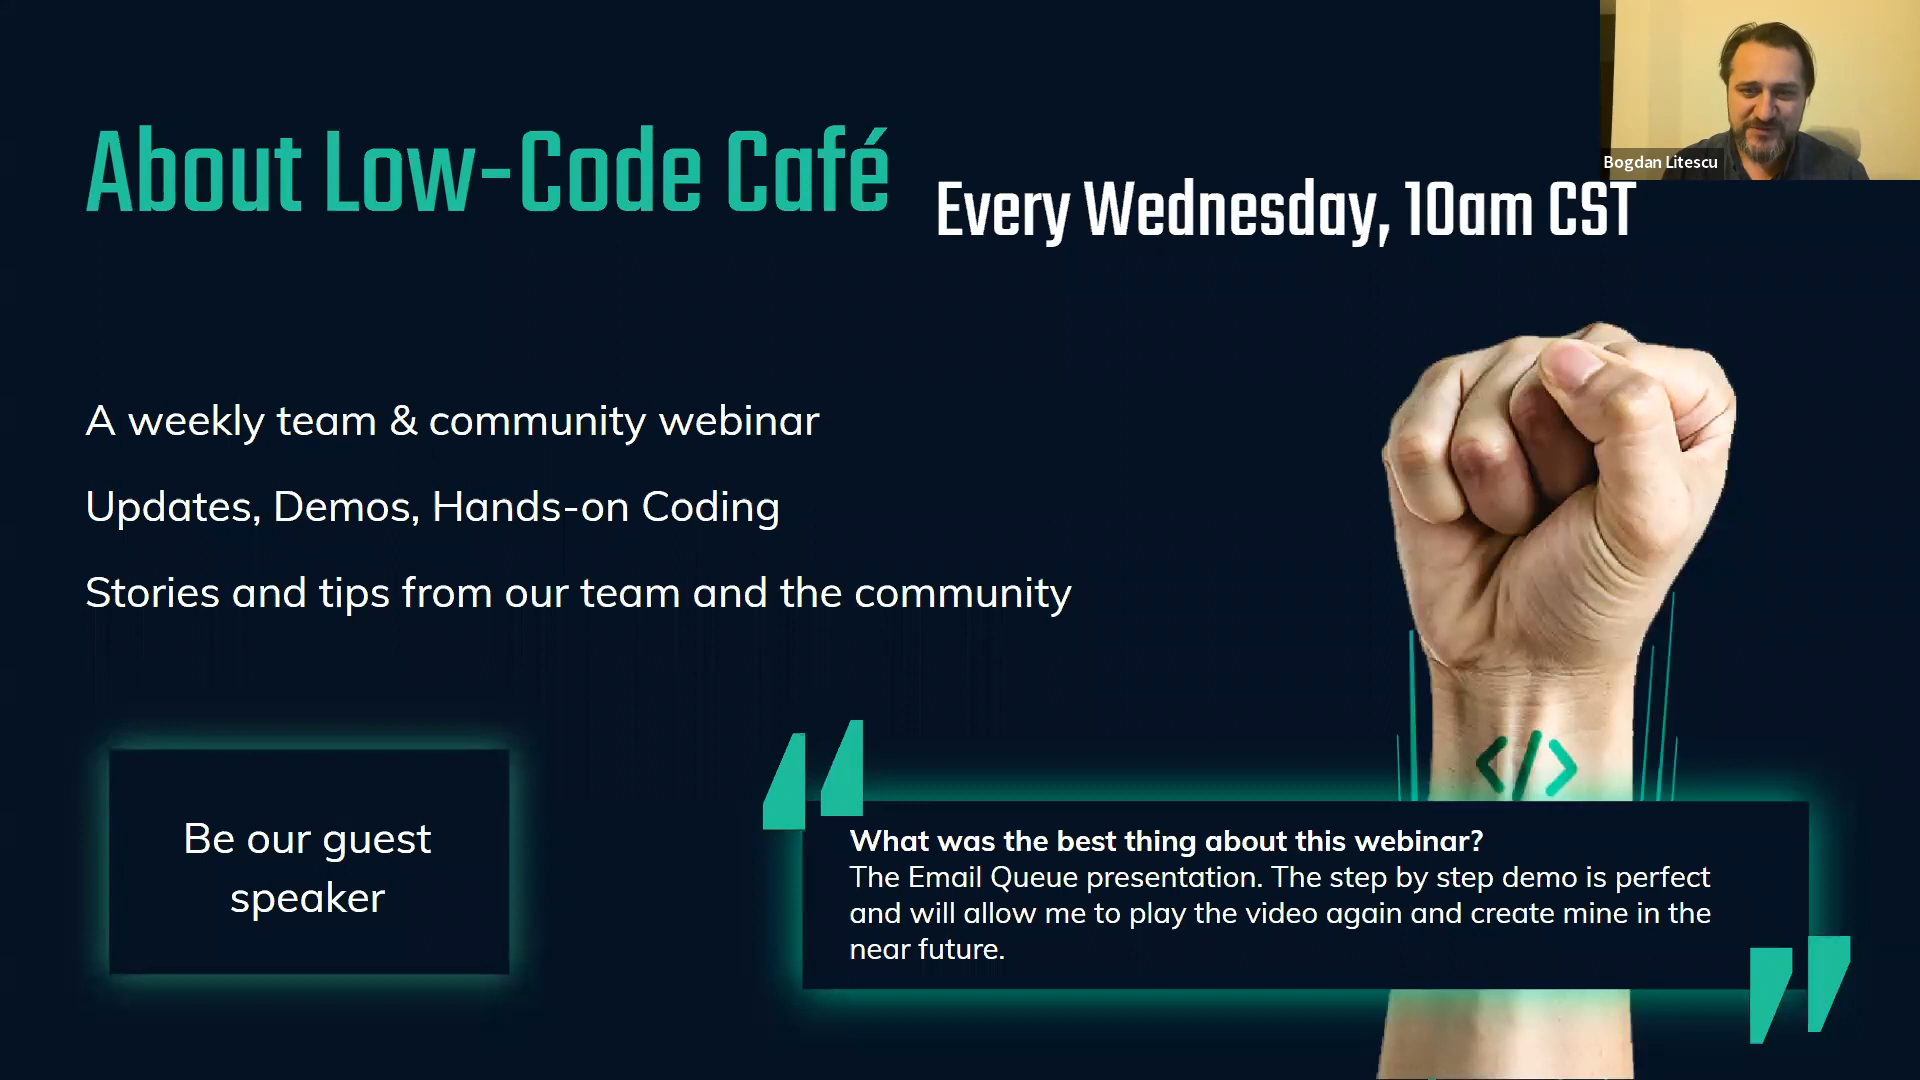 About Low-Code Café
Every Wednesday, 10am CST
Bogdan Litescu
A weekly team & community webinar
Updates, Demos, Hands-on Coding
Stories and tips from our team and the community
Be our guest
speaker
“
What was the best thing about this webinar?
The Email Queue presentation. The step by step demo is perfect
and will allow me to play the video again and create mine in the
near future.
”
</>